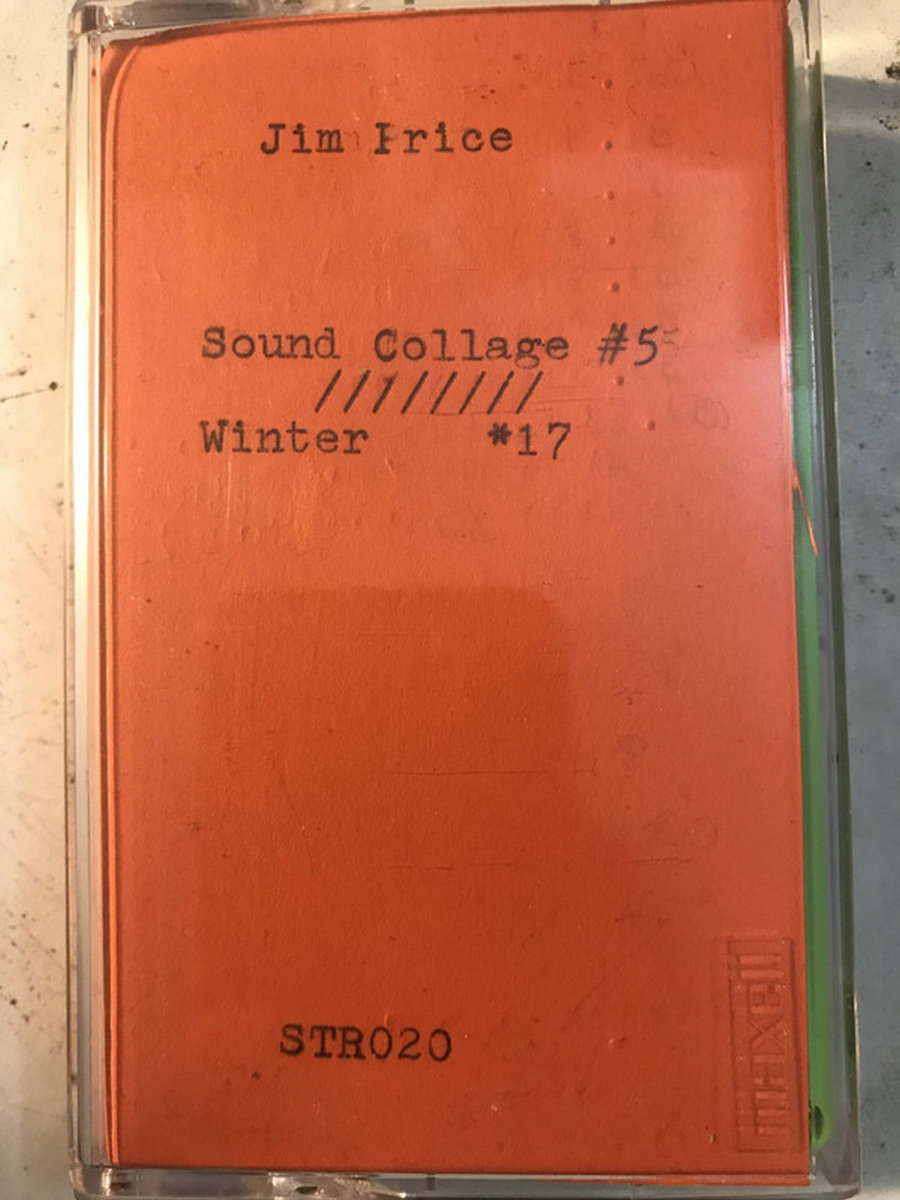 Jim Price
Sound Collage #5
////////
Winter *17
STR020
maxell